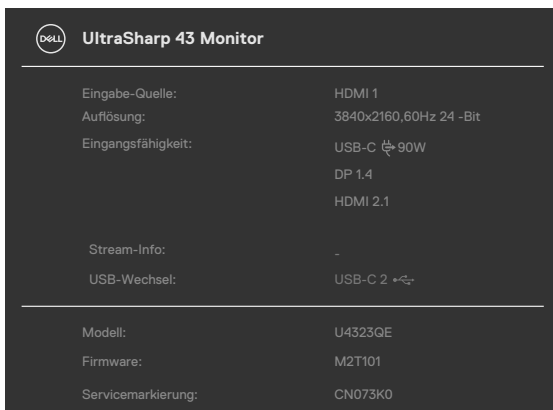 DELL UltraSharp 43 Monitor
Eingabe-Quelle: HDMI 1
Auflösung: 3840x2160,60Hz 24 -Bit
Eingangsfähigkeit: USB-C 90W
DP 1.4
HDMI 2.1
Stream-Info: -
USB-Wechsel: USB-C 2
Modell: U4323QE
Firmware: M2T101
Servicemarkierung: CN073K0